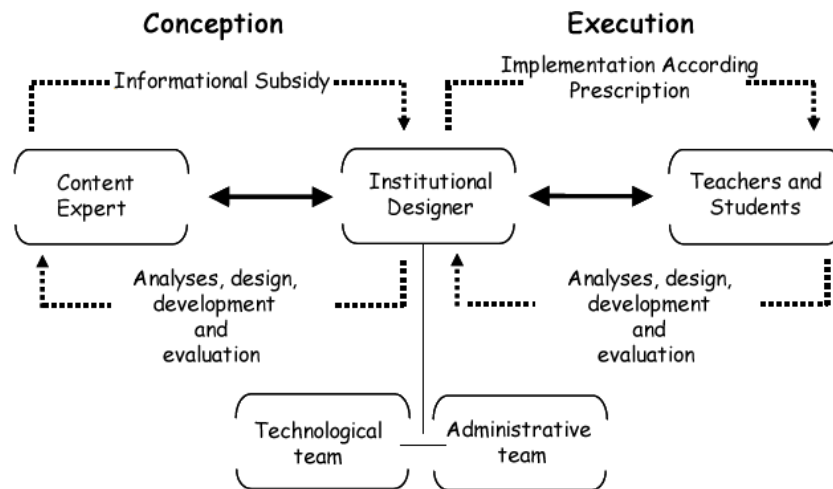 Conception
Execution
Informational Subsidy
Implementation According
Prescription
Content
Expert
Institutional
Designer
Teachers and
Students
Analyses, design,
development
and
evaluation
Analyses, design,
development
and
evaluation
Technological
team
Administrative
team